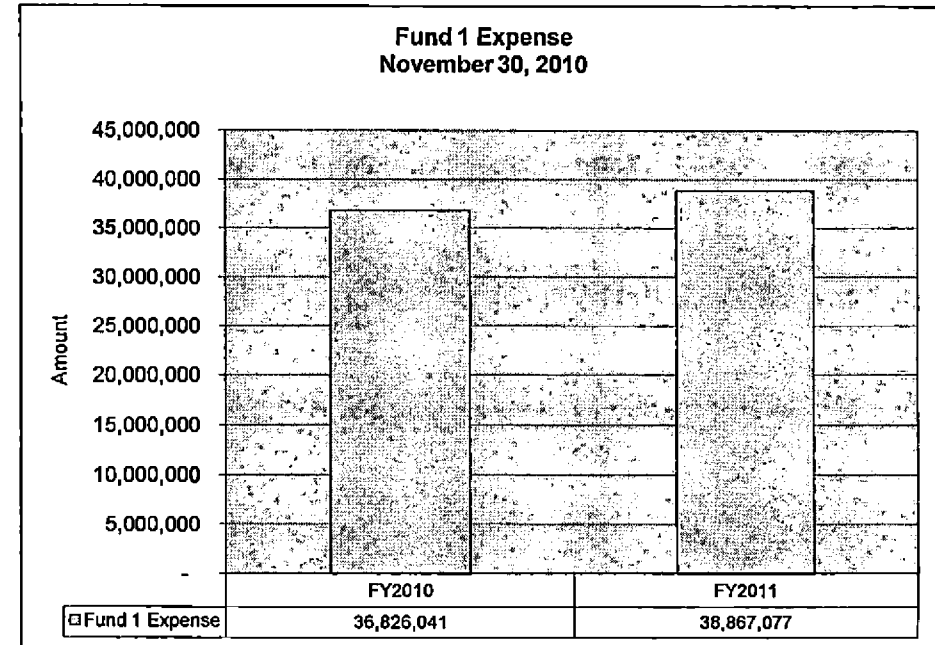 Fund 1 Expense
November 30, 2010
45,000,000
40,000,000
35,000,000
30,000,000
25,000,000
20,000,000
15,000,000
10,000,000
5,000,000
-
Amount
FY2010 FY2011
Fund 1 Expense 36,826,041 38,867,077